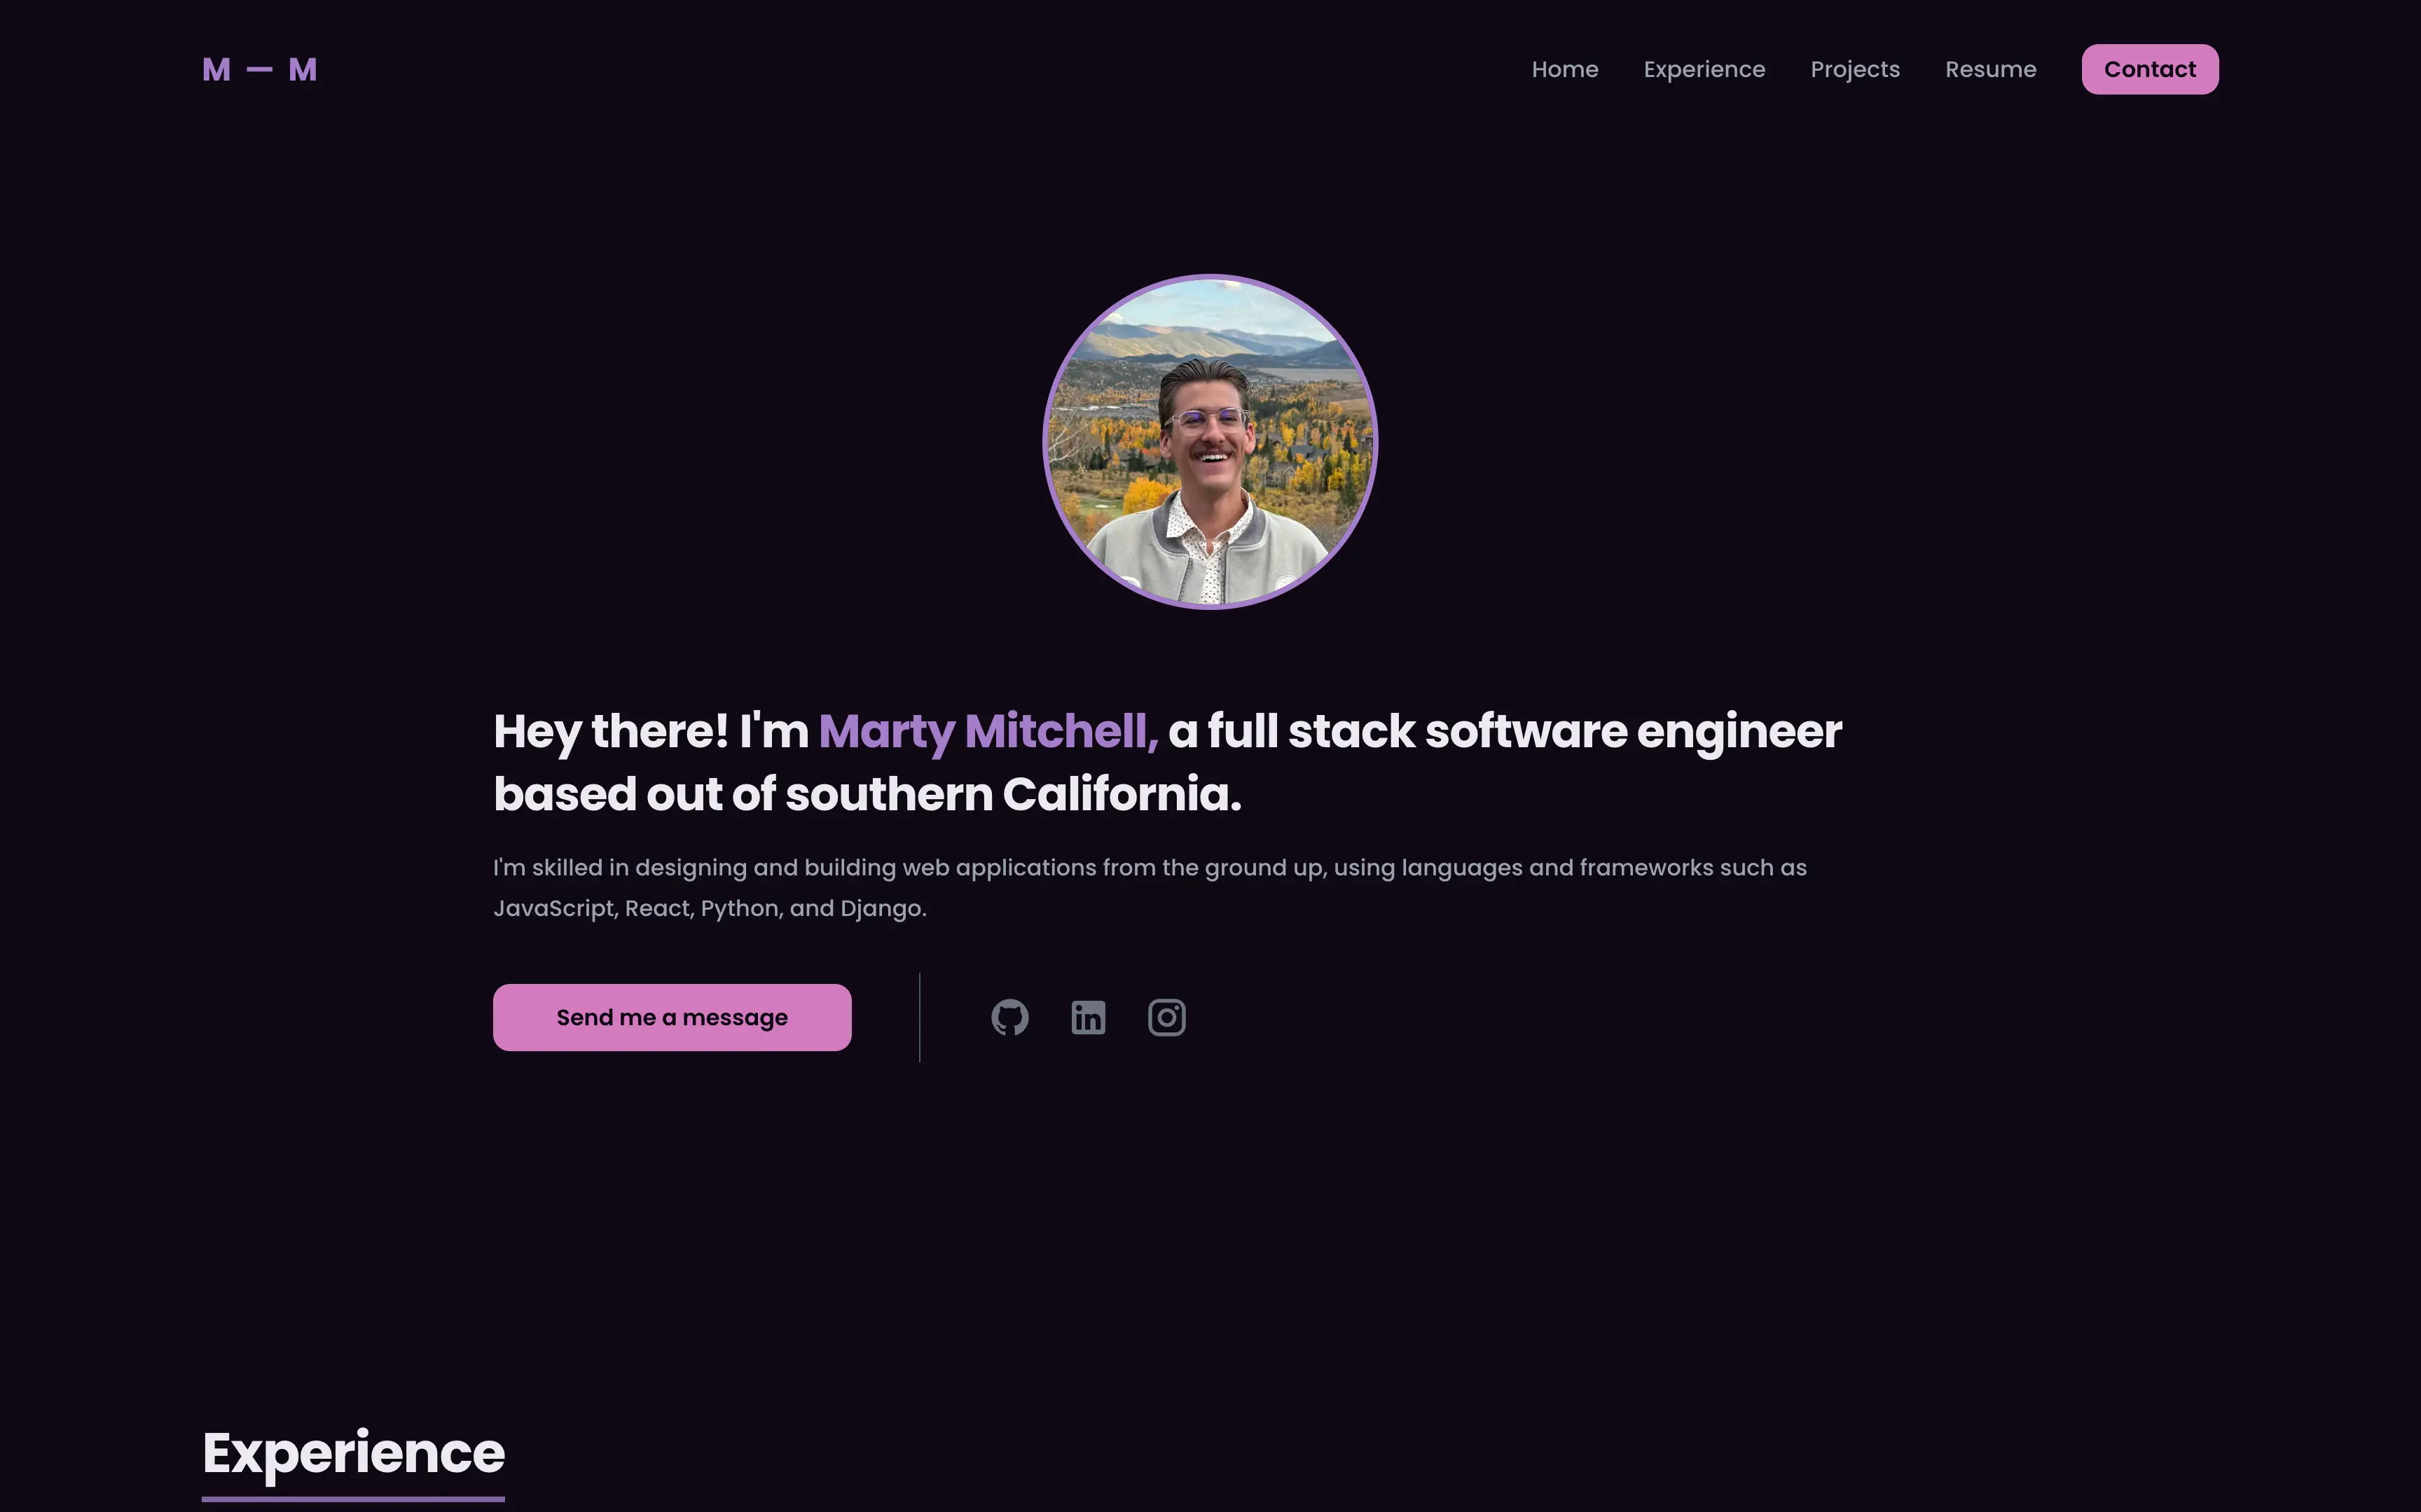 M — M
Home Experience Projects Resume Contact
Hey there! I'm Marty Mitchell, a full stack software engineer
based out of southern California.
I'm skilled in designing and building web applications from the ground up, using languages and frameworks such as
JavaScript, React, Python, and Django.
Send me a message
in
Experience